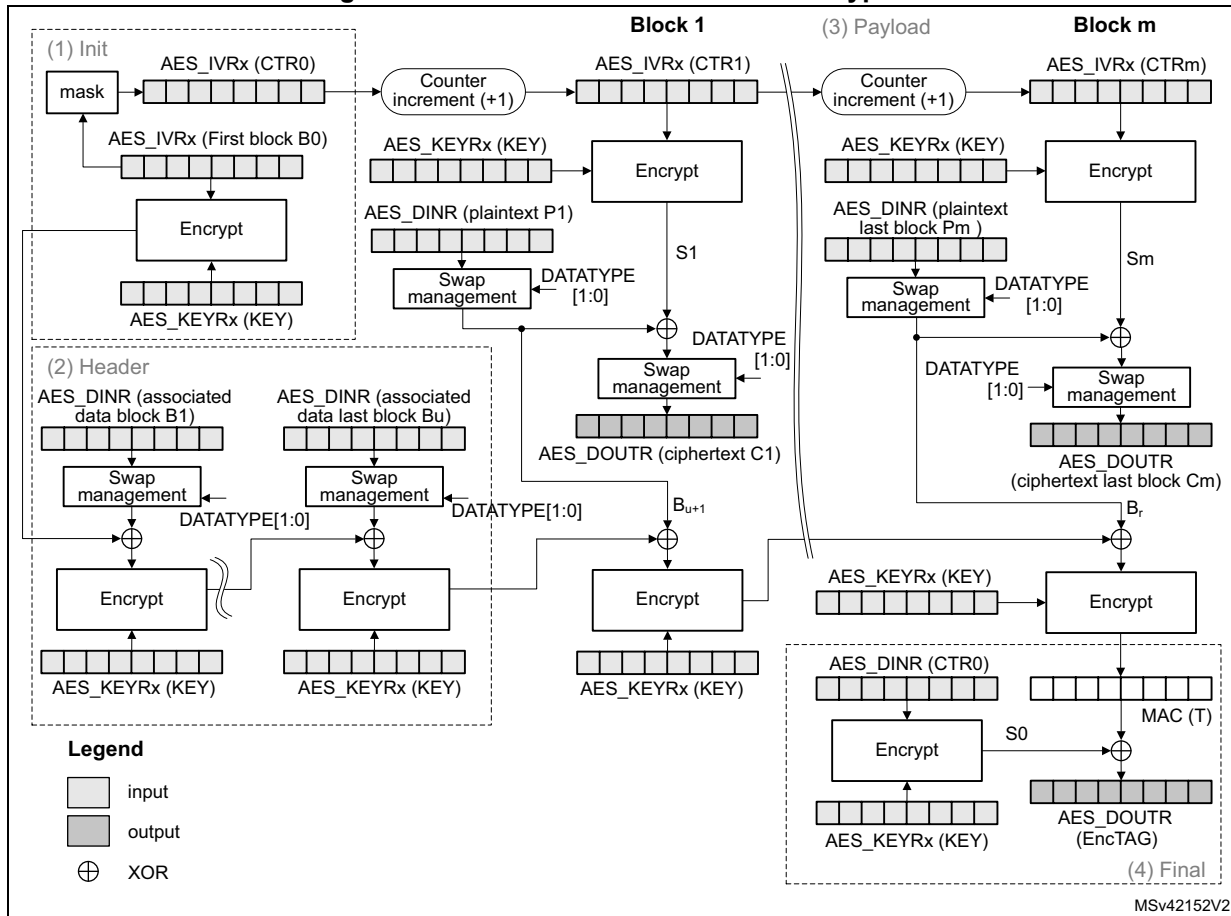 (1) Init
mask
AES_IVRx (CTR0)
AES_IVRx (First block B0)
Encrypt
AES_KEYRx (KEY)
Counter
increment (+1)
Block 1
AES_IVRx (CTR1)
AES_KEYRx (KEY)
Encrypt
AES_DINR (plaintext P1)
Swap
management
DATATYPE
[1:0]
S1
DATATYPE
[1:0]
Swap
management
AES_DOUTR (ciphertext C1)
Bu+1
Encrypt
AES_KEYRx (KEY)
(3) Payload
Block m
Counter
increment (+1)
AES_IVRx (CTRm)
AES_KEYRx (KEY)
Encrypt
AES_DINR (plaintext
last block Pm )
Swap
management
DATATYPE
[1:0]
Sm
DATATYPE
[1:0]
Swap
management
AES_DOUTR
(ciphertext last block Cm)
Br
AES_KEYRx (KEY)
Encrypt
(2) Header
AES_DINR (associated
data block B1)
Swap
management
DATATYPE[1:0]
Encrypt
AES_KEYRx (KEY)
AES_DINR (associated
data last block Bu)
Swap
management
DATATYPE[1:0]
Encrypt
AES_KEYRx (KEY)
AES_DINR (CTR0)
Encrypt
S0
AES_KEYRx (KEY)
MAC (T)
AES_DOUTR
(EncTAG)
(4) Final
Legend
input
output
XOR
MSv42152V2